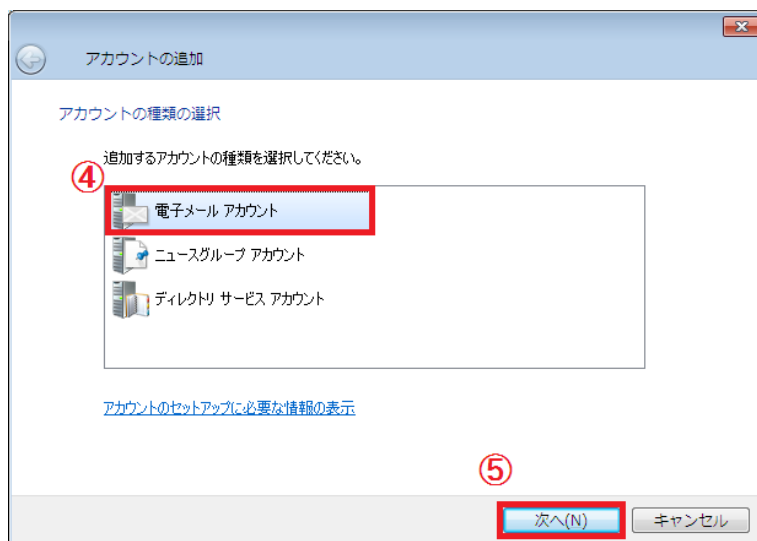 アカウントの追加
アカウントの種類の選択
追加するアカウントの種類を選択してください。
④
電子メール アカウント
ニュースグループ アカウント
ディレクトリ サービス アカウント
アカウントのセットアップに必要な情報の表示
⑤
次へ(N)
キャンセル